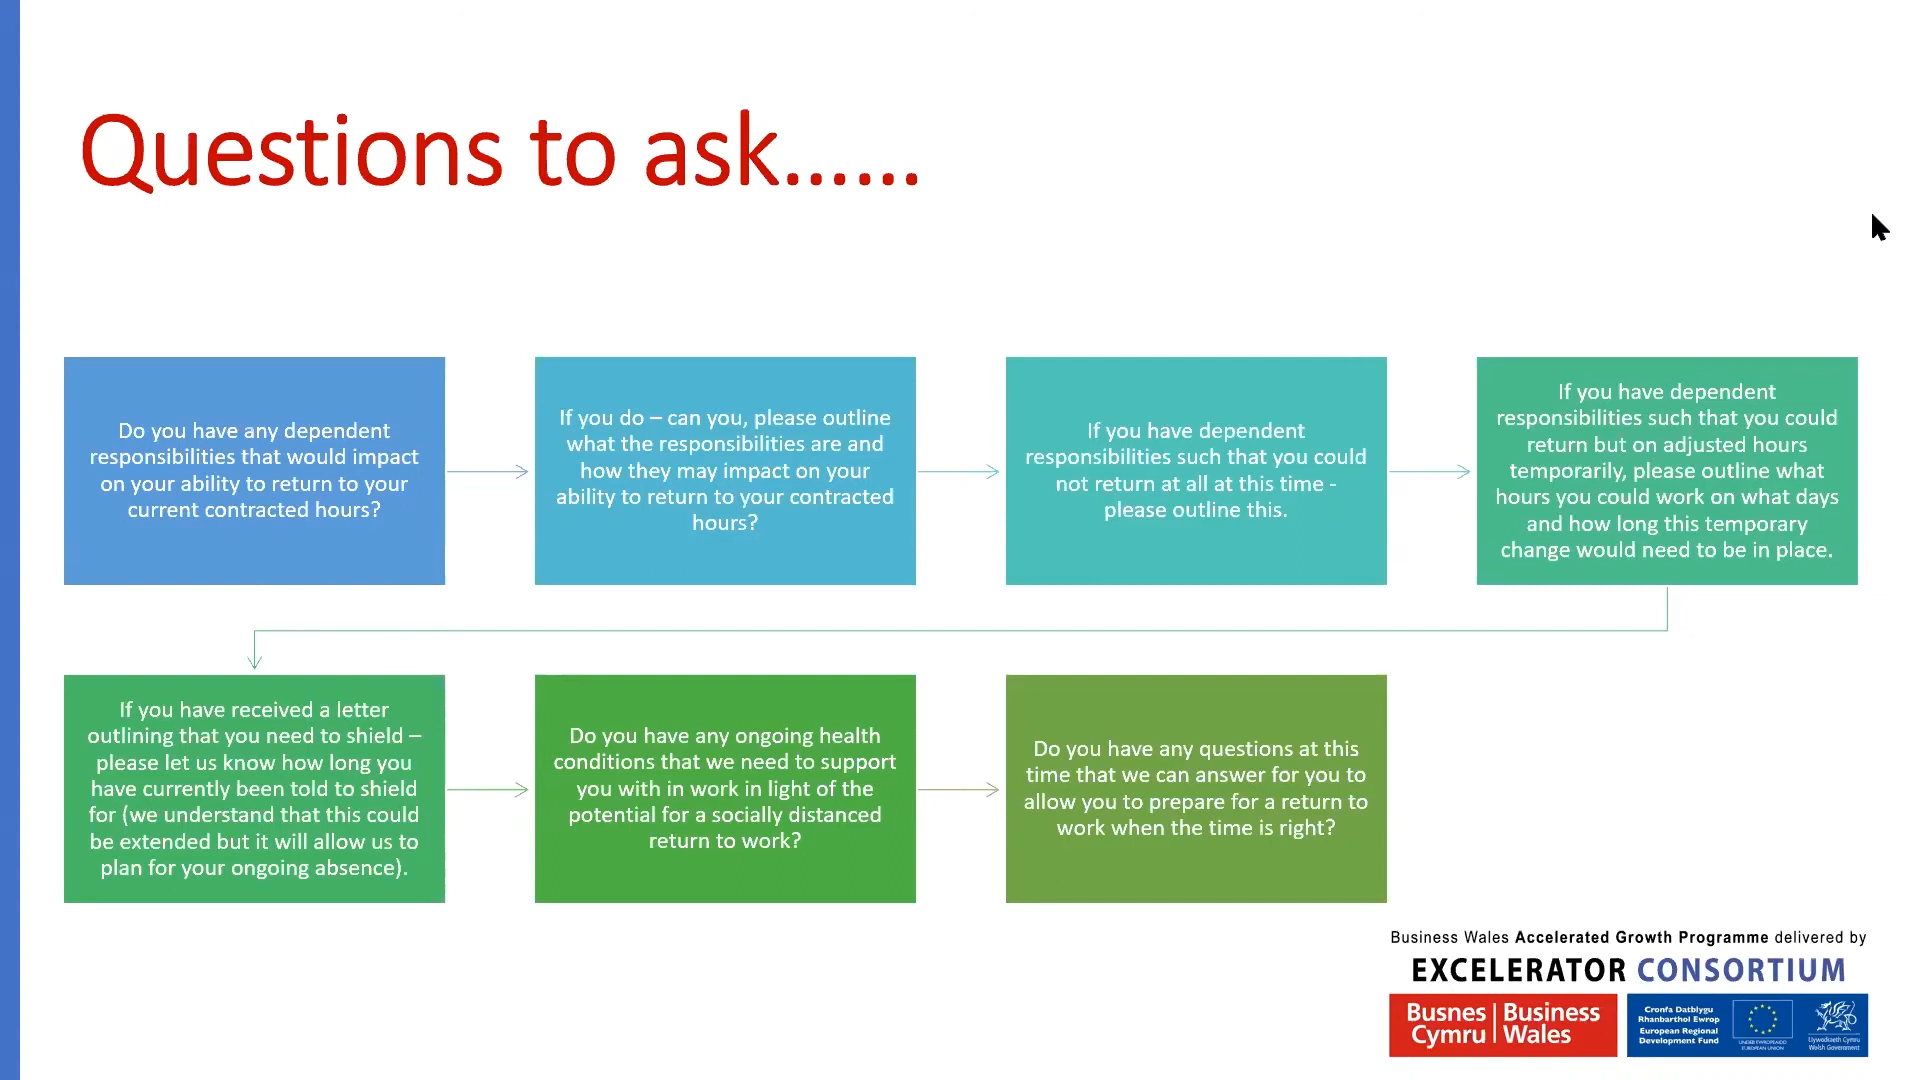 Questions to ask......
Do you have any dependent
responsibilities that would impact
on your ability to return to your
current contracted hours?
If you do – can you, please outline
what the responsibilities are and
how they may impact on your
ability to return to your contracted
hours?
If you have dependent
responsibilities such that you could
not return at all at this time -
please outline this.
If you have dependent
responsibilities such that you could
return but on adjusted hours
temporarily, please outline what
hours you could work on what days
and how long this temporary
change would need to be in place.
If you have received a letter
outlining that you need to shield –
please let us know how long you
have currently been told to shield
for (we understand that this could
be extended but it will allow us to
plan for your ongoing absence).
Do you have any ongoing health
conditions that we need to support
you with in work in light of the
potential for a socially distanced
return to work?
Do you have any questions at this
time that we can answer for you to
allow you to prepare for a return to
work when the time is right?
Business Wales Accelerated Growth Programme delivered by
EXCELERATOR CONSORTIUM
Busnes
Cymru
Business
Wales
Cronfa Datblygu
Rhanbarthol Ewrop
European Regional
Development Fund
UNDEB EWROPEAIDD
EUROPEAN UNION
Llywodraeth Cymru
Welsh Government